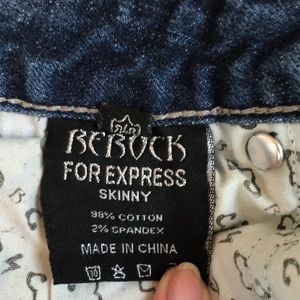 REROCK
FOR EXPRESS
SKINNY
98% COTTON
2% SPANDEX
MADE IN CHINA